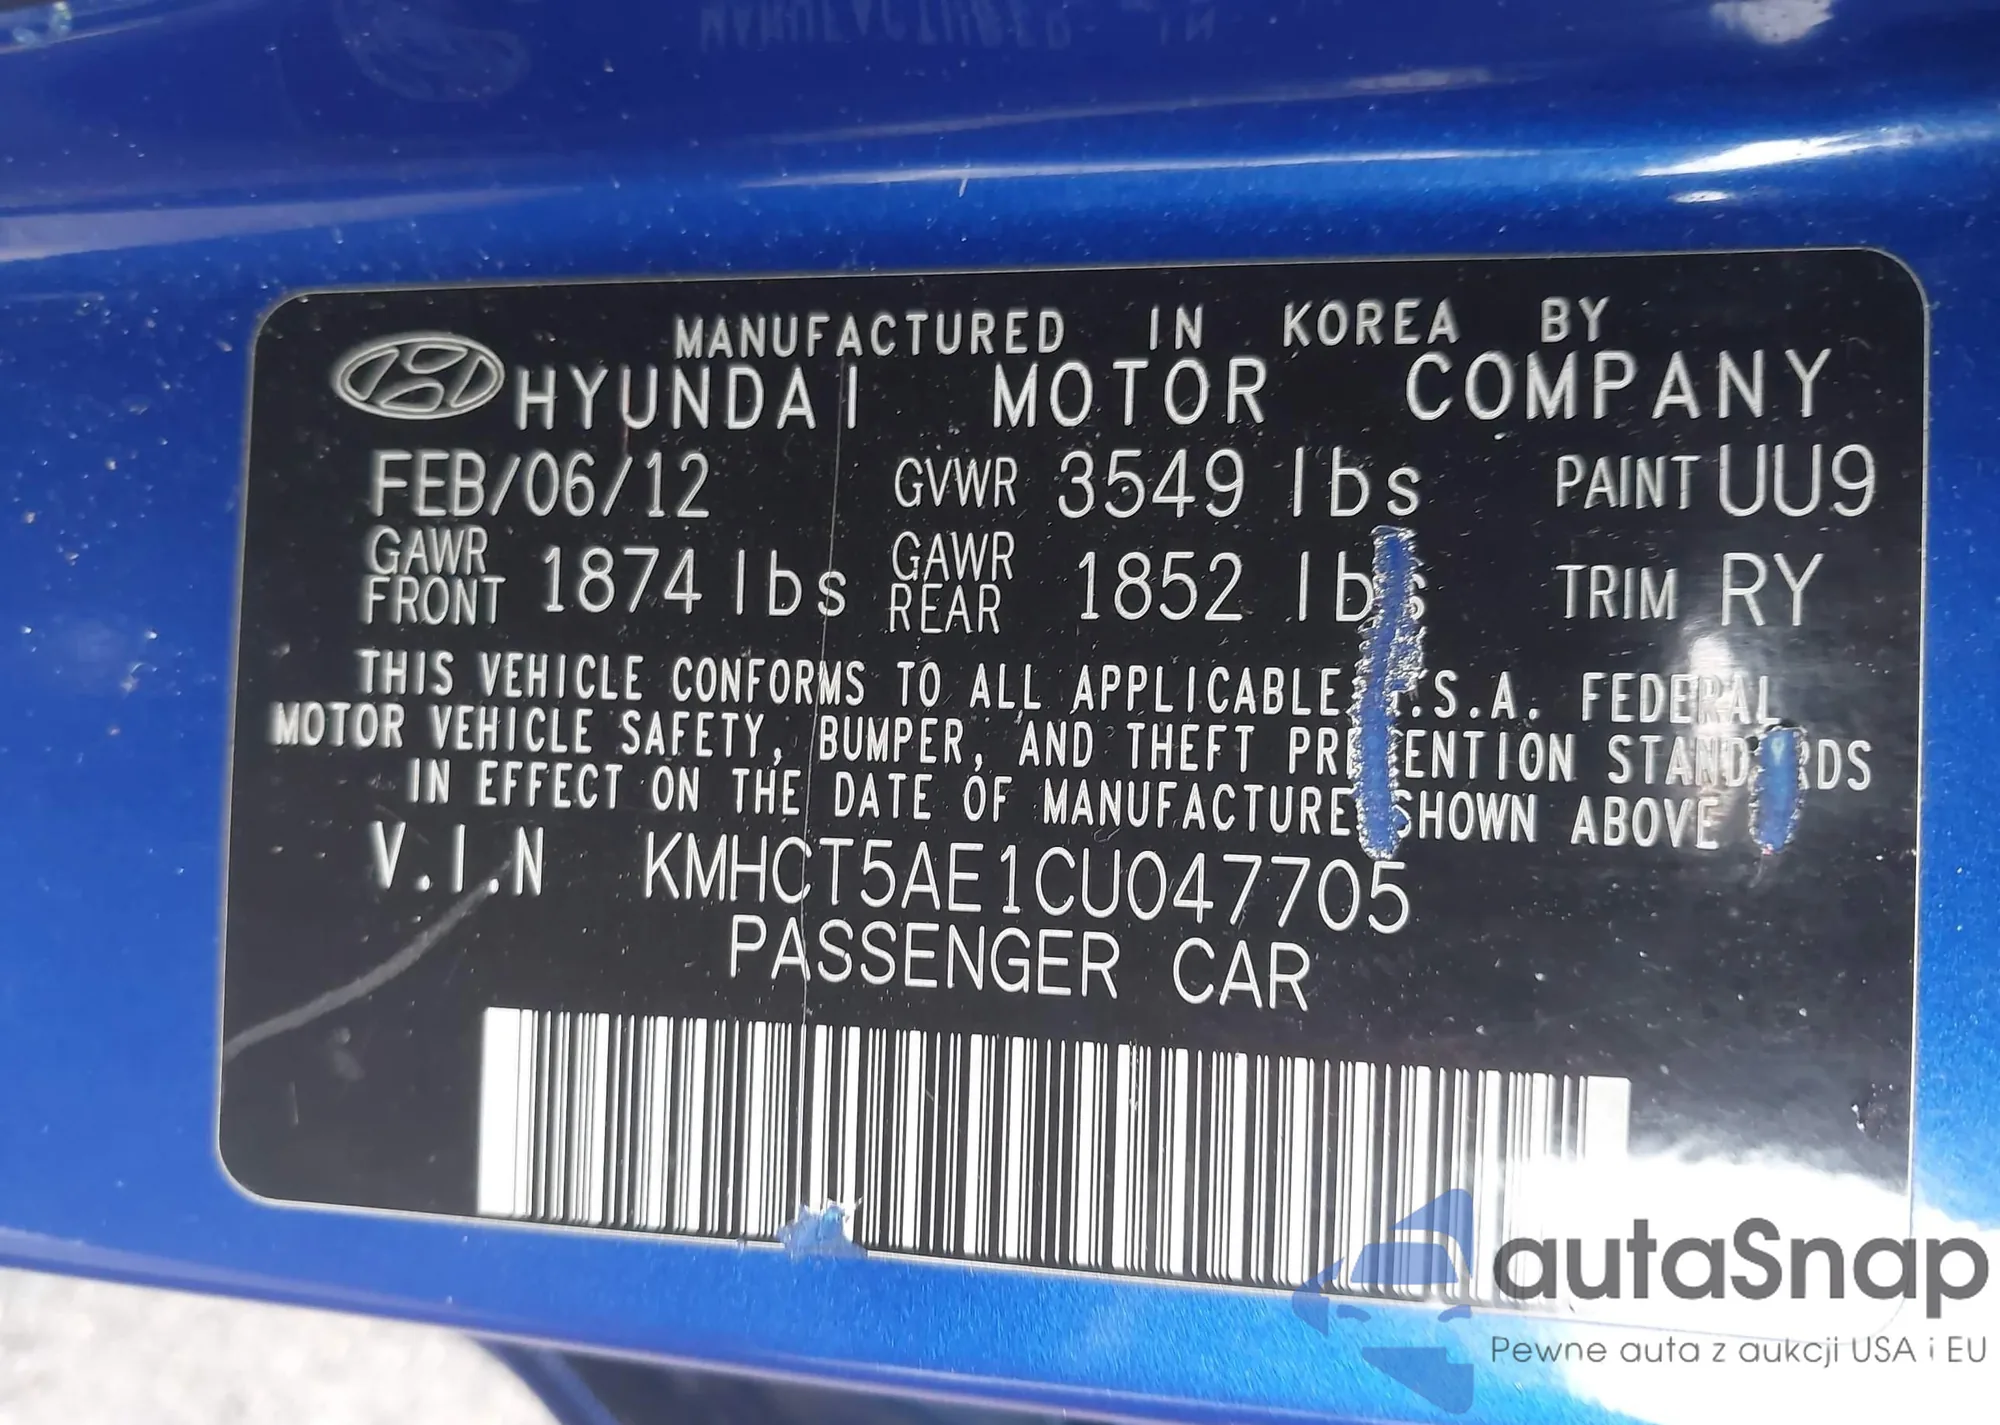 MANUFACTURED IN KOREA BY
HYUNDAI MOTOR COMPANY
FEB/06/12 GVWR 3549 lbs PAINT UU9
GAWR FRONT 1874 lbs GAWR REAR 1852 lbs TRIM RY
THIS VEHICLE CONFORMS TO ALL APPLICABLE U.S.A. FEDERAL
MOTOR VEHICLE SAFETY, BUMPER, AND THEFT PREVENTION STANDARDS
IN EFFECT ON THE DATE OF MANUFACTURE SHOWN ABOVE
V.I.N KMHCT5AE1CU047705
PASSENGER CAR
autaSnap
Pewne auta z aukcji USA i EU